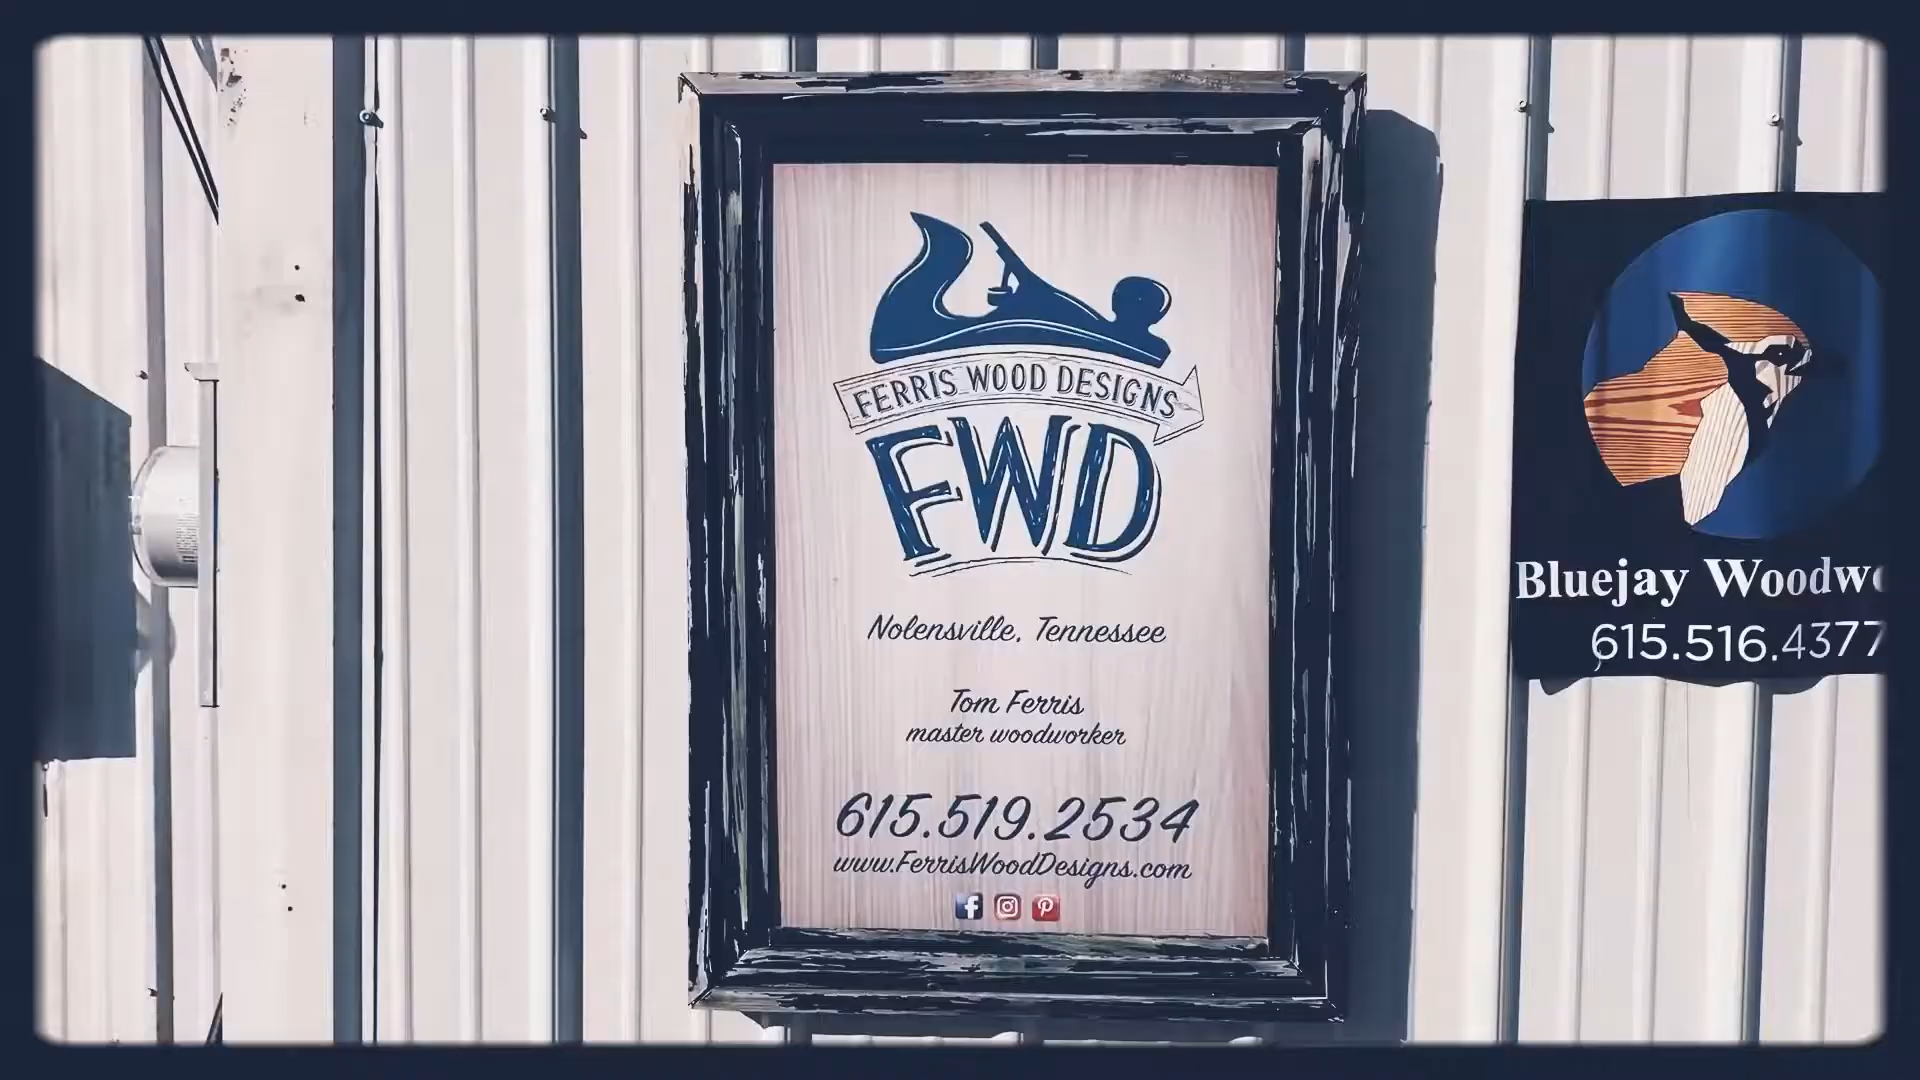 FERRIS WOOD DESIGNS
FWD
Nolensville, Tennessee
Tom Ferris
master woodworker
615.519.2534
www.FerrisWoodDesigns.com
Bluejay
615.516.4377